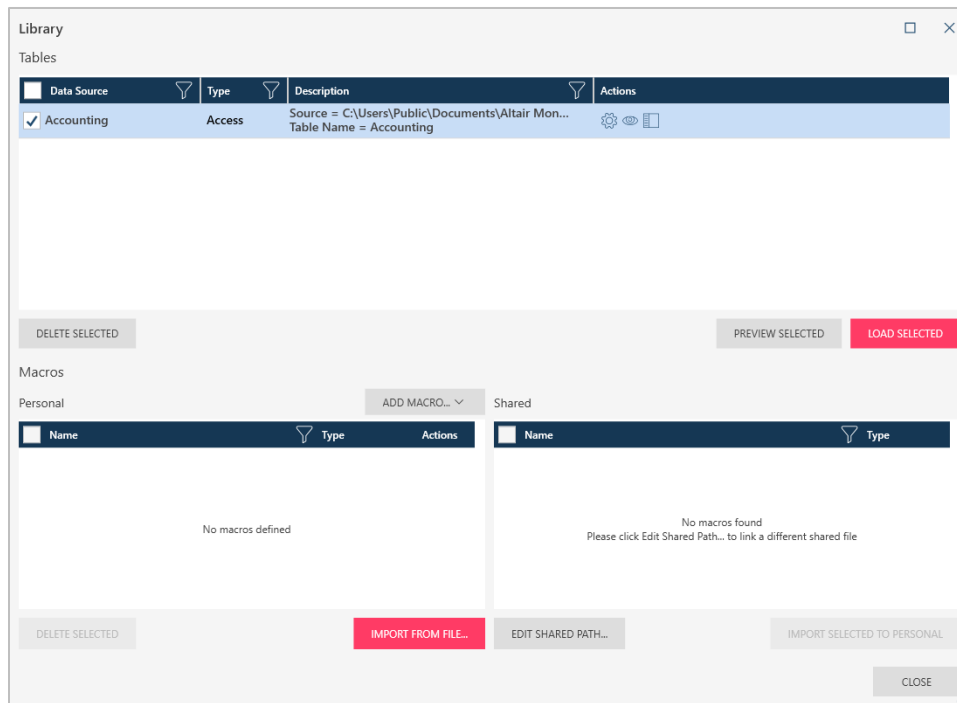 Library
Tables
Data Source Type Description Actions
Accounting Access Source = C:\Users\Public\Documents\Altair Mon...
Table Name = Accounting
DELETE SELECTED PREVIEW SELECTED LOAD SELECTED
Macros
Personal ADD MACRO... Shared
Name Type Actions Name Type
No macros defined
No macros found
Please click Edit Shared Path... to link a different shared file
DELETE SELECTED IMPORT FROM FILE... EDIT SHARED PATH... IMPORT SELECTED TO PERSONAL
CLOSE